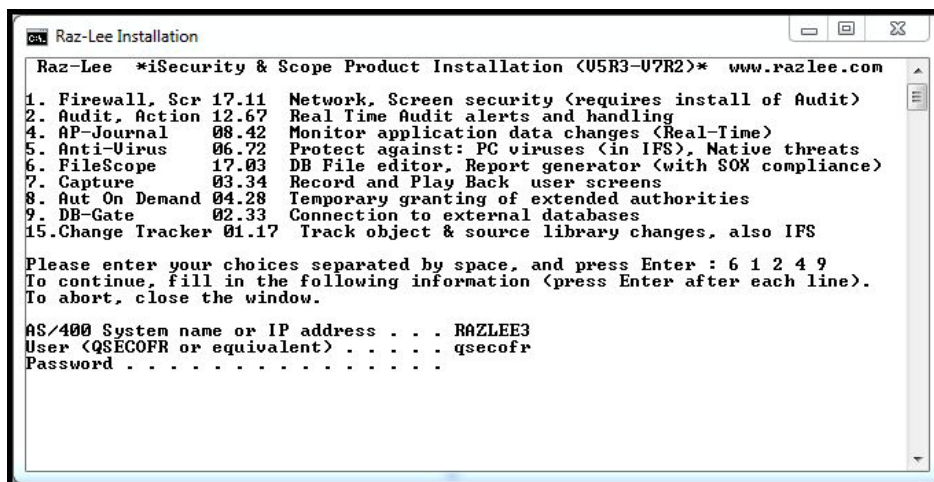 Raz-Lee Installation
Raz-Lee *iSecurity & Scope Product Installation (V5R3-V7R2)* www.razlee.com
1. Firewall, Scr 17.11 Network, Screen security (requires install of Audit)
2. Audit, Action 12.67 Real Time Audit alerts and handling
4. AP-Journal 08.42 Monitor application data changes (Real-Time)
5. Anti-Virus 06.72 Protect against: PC viruses (in IFS), Native threats
6. FileScope 17.03 DB File editor, Report generator (with SOX compliance)
7. Capture 03.34 Record and Play Back user screens
8. Aut On Demand 04.28 Temporary granting of extended authorities
9. DB-Gate 02.33 Connection to external databases
15.Change Tracker 01.17 Track object & source library changes, also IFS
Please enter your choices separated by space, and press Enter : 6 1 2 4 9
To continue, fill in the following information (press Enter after each line).
To abort, close the window.
AS/400 System name or IP address . . . RAZLEE3
User (QSECOFR or equivalent) . . . . . qsecofr
Password . . . . . . . . . . . . . . .